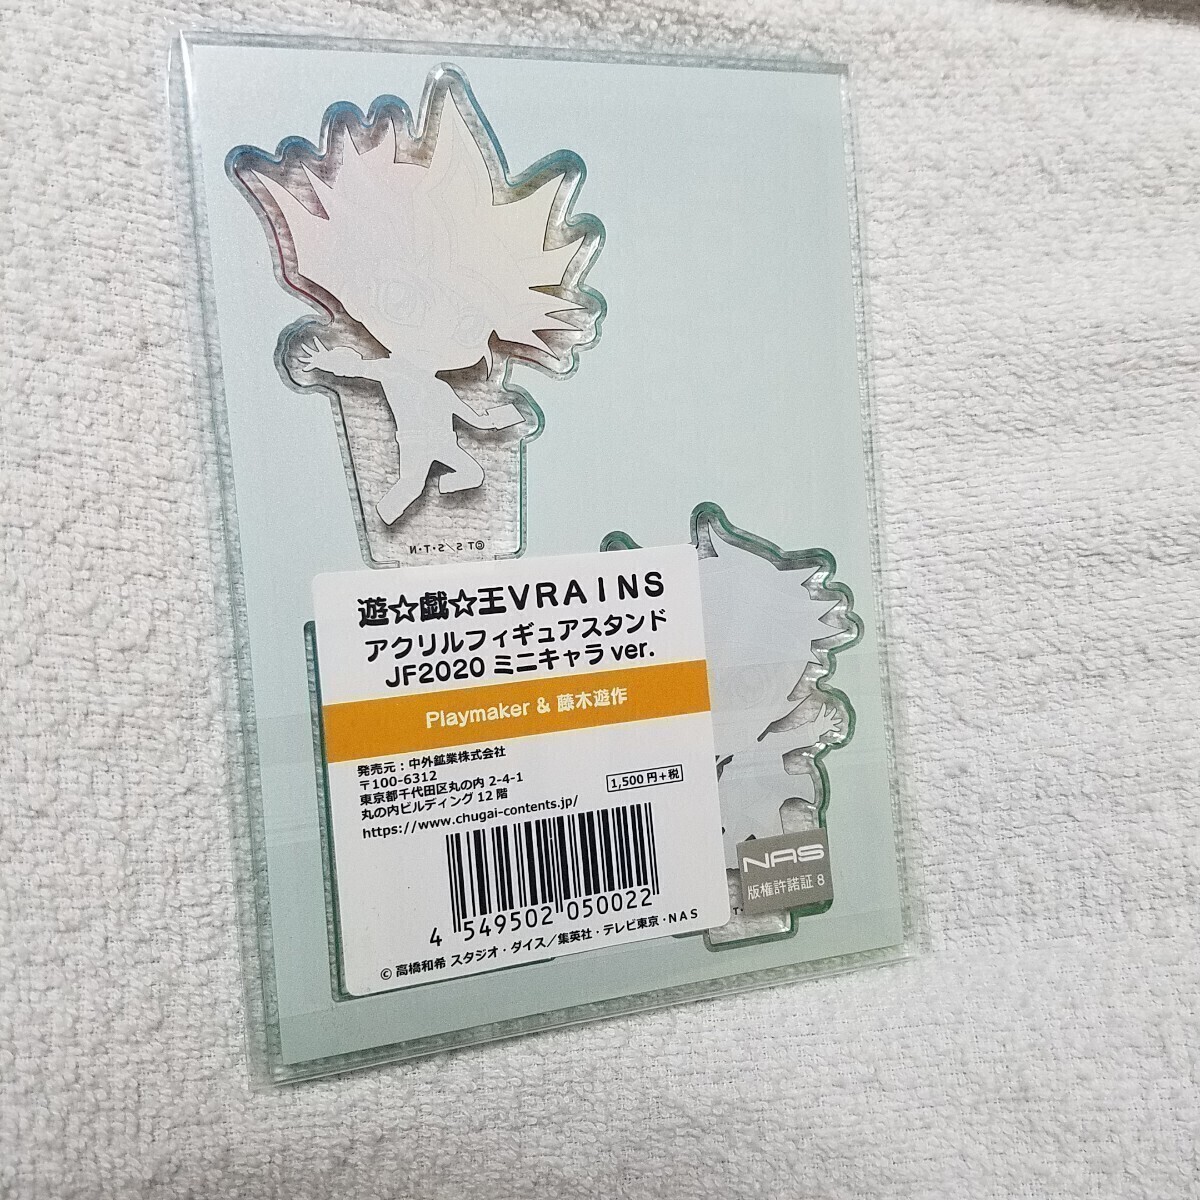 ©TS/S·T·N
遊☆戯☆王VRAINS
アクリルフィギュアスタンド
JF2020 ミニキャラ ver.
Playmaker & 藤木遊作
発売元：中外鉱業株式会社
〒100-6312
東京都千代田区丸の内 2-4-1
丸の内ビルディング 12 階
https://www.chugai-contents.jp/
1,500円+税
4 549502 050022
© 高橋和希 スタジオ・ダイス／集英社・テレビ東京・NAS
NAS
版権許諾証 8